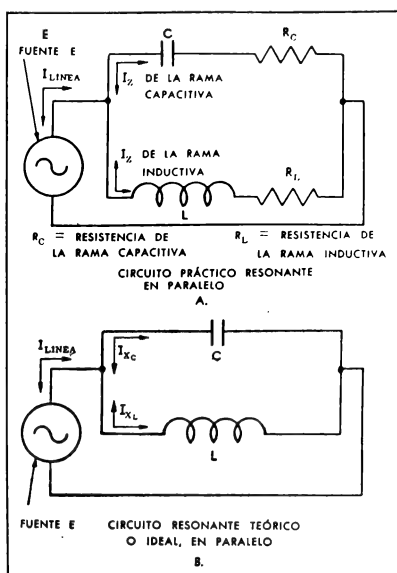 E
FUENTE E
I LINEA
C
R_C
I_Z DE LA RAMA
CAPACITIVA
I_Z DE LA RAMA
INDUCTIVA
L
R_L
R_C = RESISTENCIA DE
LA RAMA CAPACITIVA
R_L = RESISTENCIA DE
LA RAMA INDUCTIVA
CIRCUITO PRÁCTICO RESONANTE
EN PARALELO
A.
I LINEA
I_XC
C
I_XL
L
FUENTE E
CIRCUITO RESONANTE TEÓRICO
O IDEAL, EN PARALELO
B.